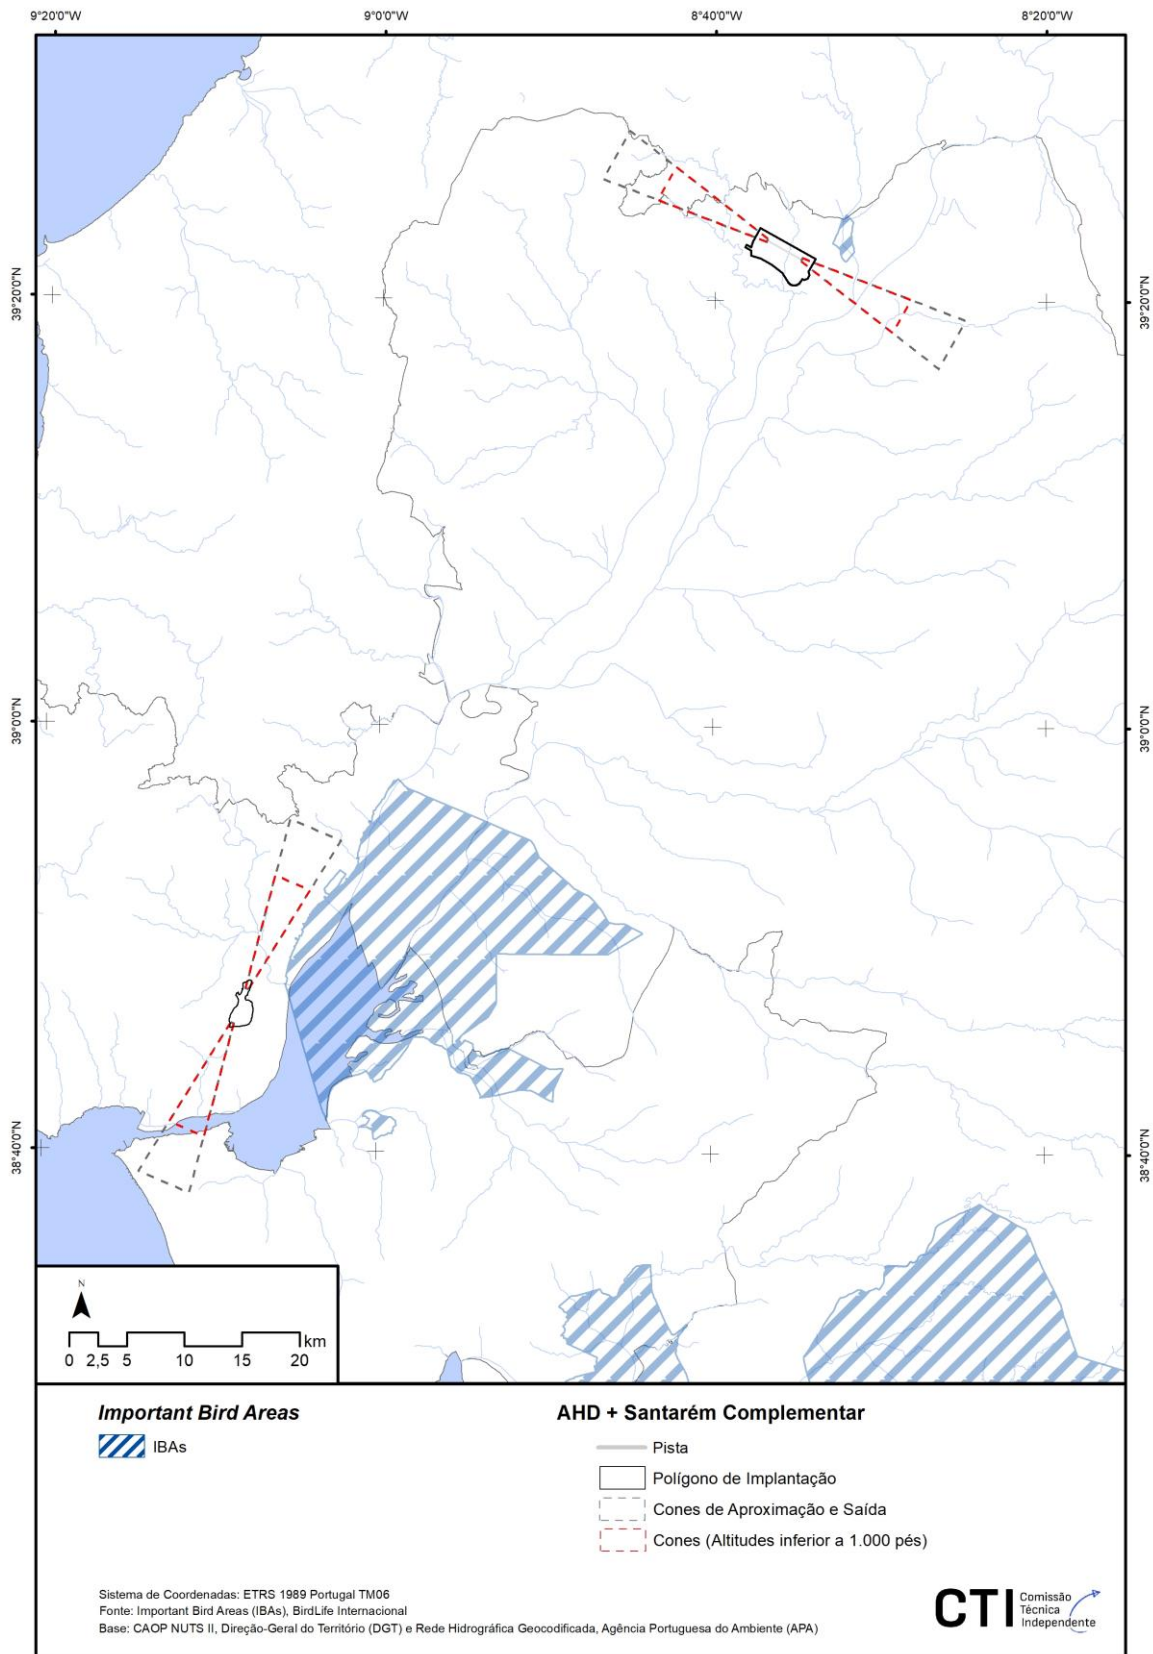 9°20'0"W 9°0'0"W 8°40'0"W 8°20'0"W
39°20'0"N 39°20'0"N
39°0'0"N 39°0'0"N
38°40'0"N 38°40'0"N
N
km
0 2,5 5 10 15 20
Important Bird Areas
IBAs
AHD + Santarém Complementar
Pista
Polígono de Implantação
Cones de Aproximação e Saída
Cones (Altitudes inferior a 1.000 pés)
Sistema de Coordenadas: ETRS 1989 Portugal TM06
Fonte: Important Bird Areas (IBAs), BirdLife Internacional
Base: CAOP NUTS II, Direção-Geral do Território (DGT) e Rede Hidrográfica Geocodificada, Agência Portuguesa do Ambiente (APA)
CTI
Comissão
Técnica
Independente